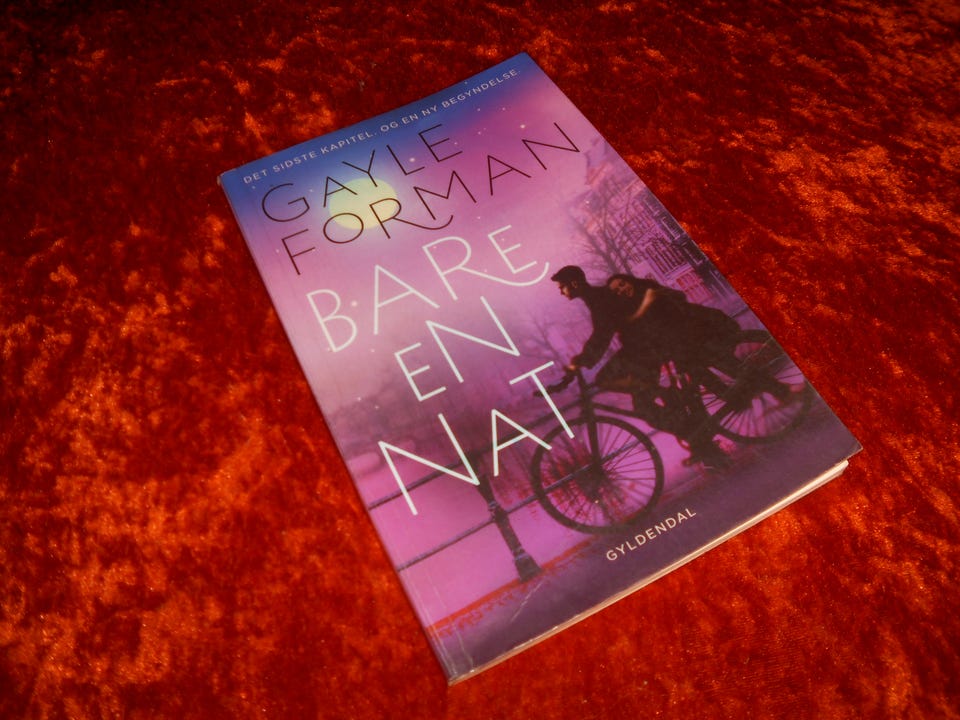 DET SIDSTE KAPITEL. OG EN NY BEGYNDELSE.
GAYLE
FORMAN
BARE
EN
NAT
GYLDENDAL